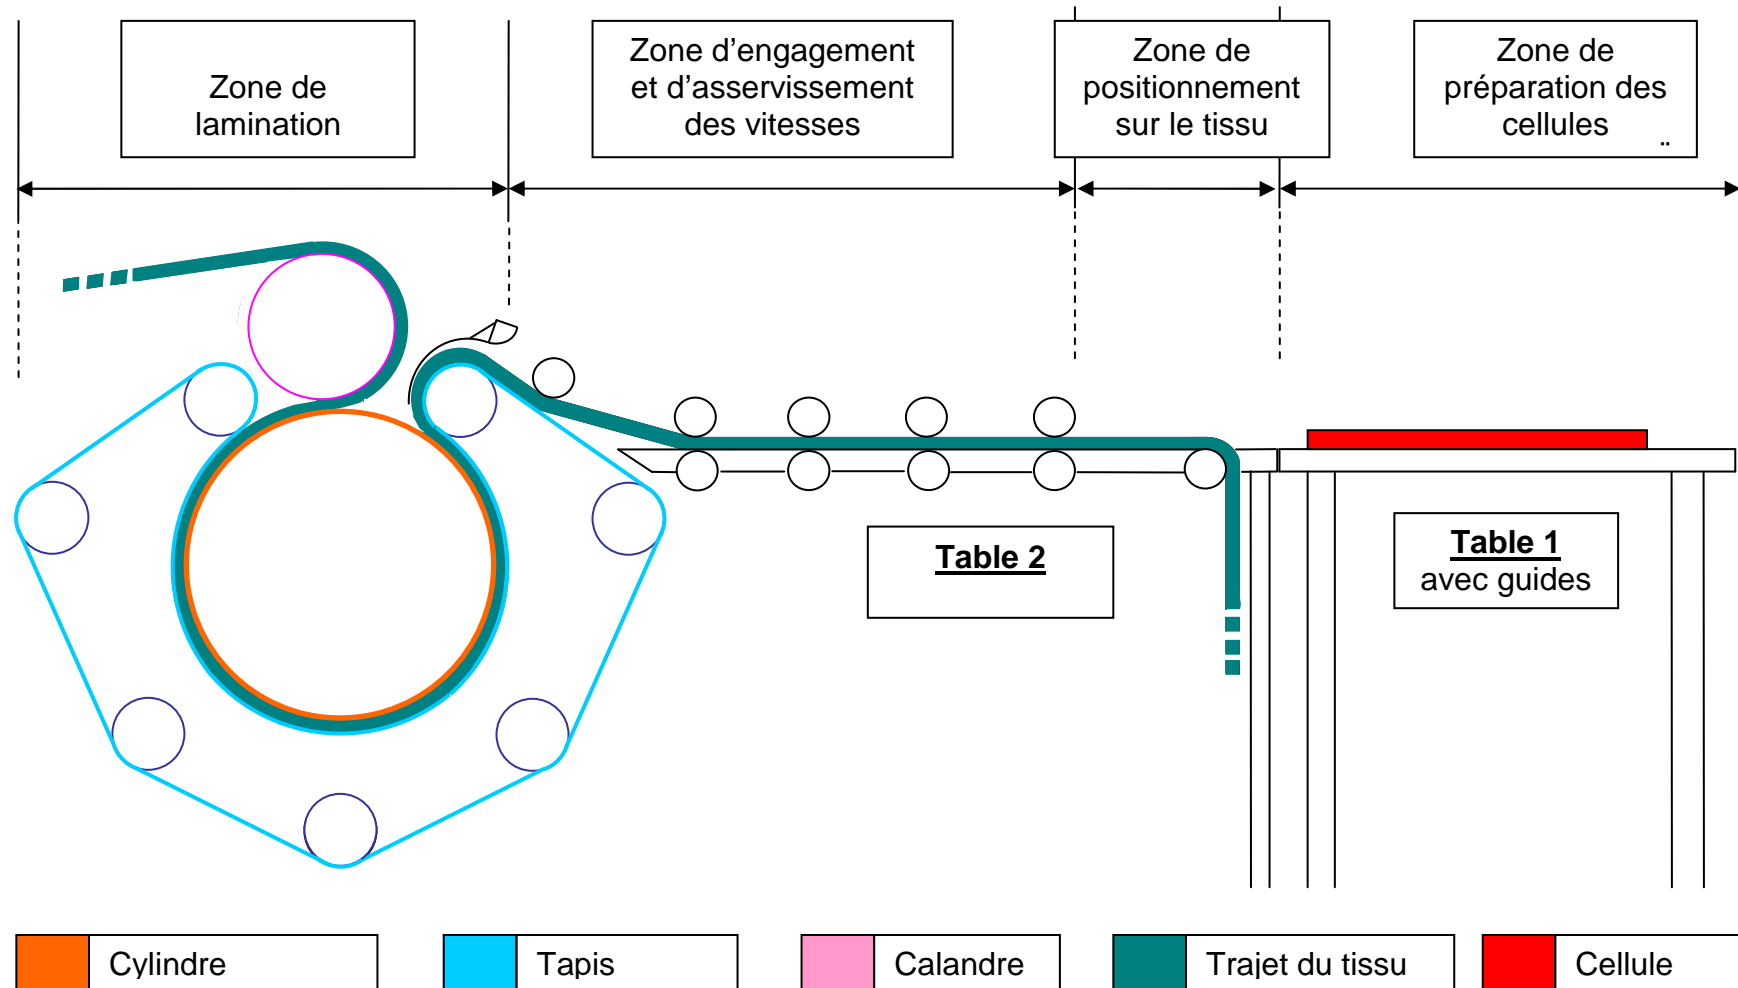 Zone de
lamination
Zone d'engagement
et d'asservissement
des vitesses
Zone de
positionnement
sur le tissu
Zone de
préparation des
cellules
Table 2
Table 1
avec guides
Cylindre
Tapis
Calandre
Trajet du tissu
Cellule